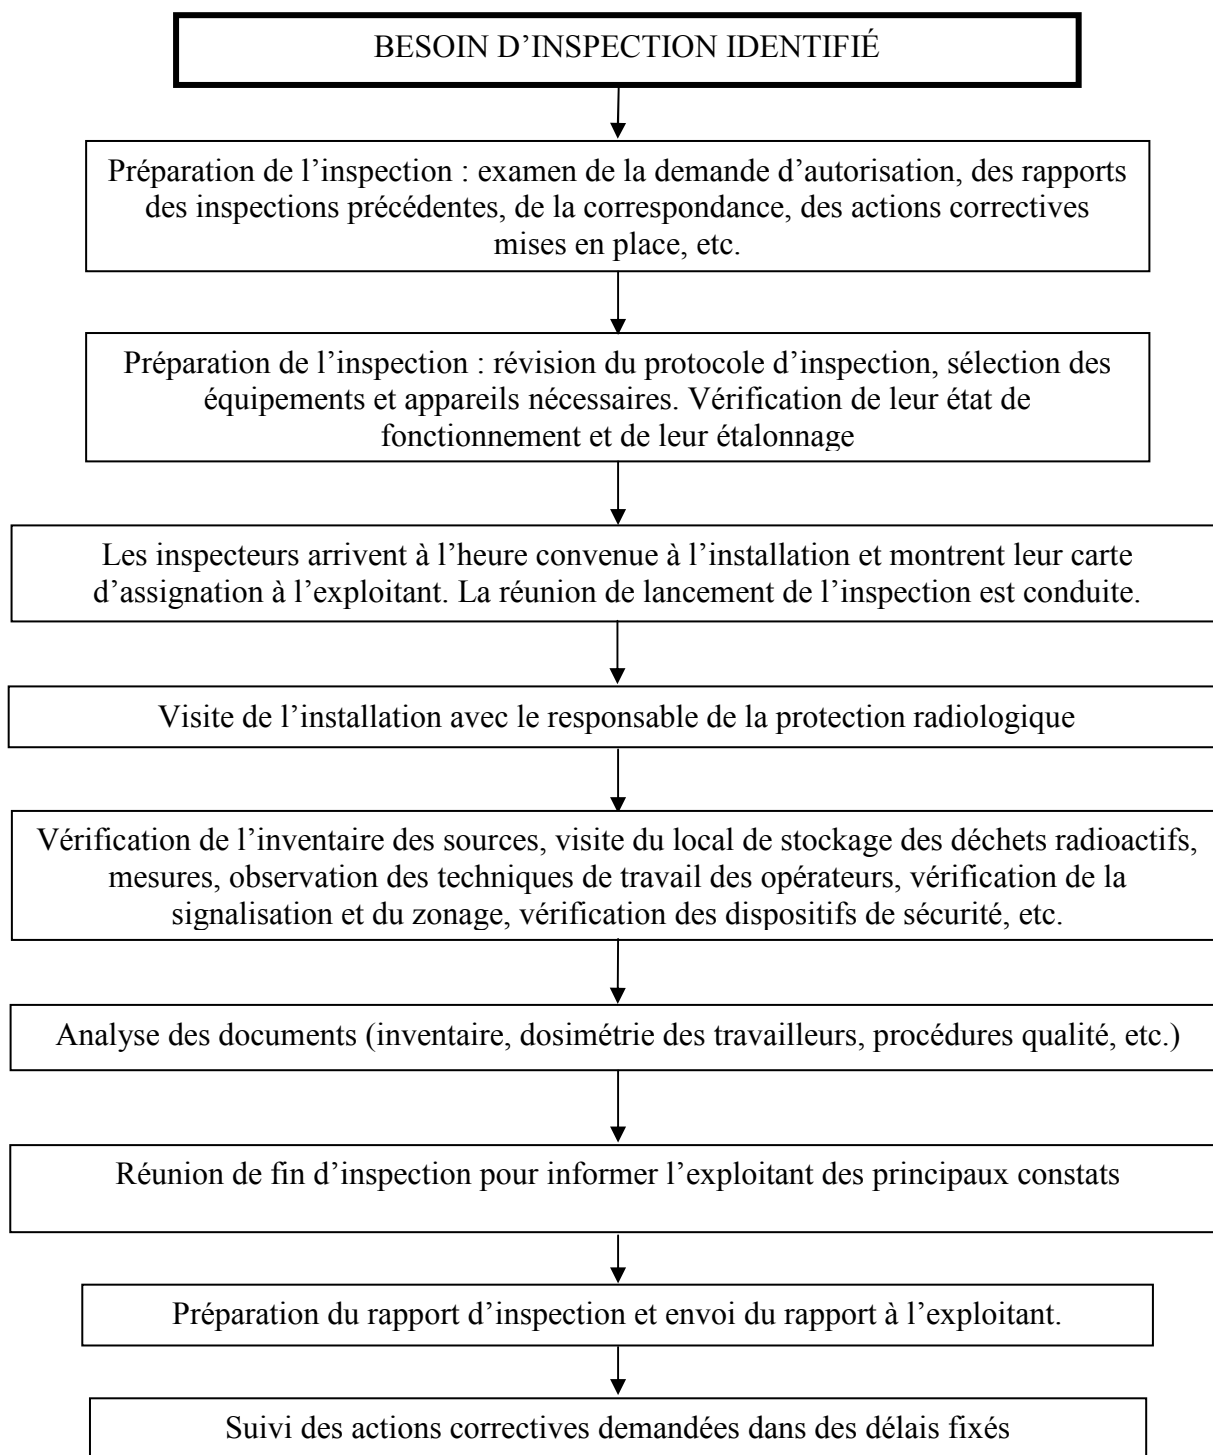 BESOIN D’INSPECTION IDENTIFIÉ
Préparation de l’inspection : examen de la demande d’autorisation, des rapports
des inspections précédentes, de la correspondance, des actions correctives
mises en place, etc.
Préparation de l’inspection : révision du protocole d’inspection, sélection des
équipements et appareils nécessaires. Vérification de leur état de
fonctionnement et de leur étalonnage
Les inspecteurs arrivent à l’heure convenue à l’installation et montrent leur carte
d’assignation à l’exploitant. La réunion de lancement de l’inspection est conduite.
Visite de l’installation avec le responsable de la protection radiologique
Vérification de l’inventaire des sources, visite du local de stockage des déchets radioactifs,
mesures, observation des techniques de travail des opérateurs, vérification de la
signalisation et du zonage, vérification des dispositifs de sécurité, etc.
Analyse des documents (inventaire, dosimétrie des travailleurs, procédures qualité, etc.)
Réunion de fin d’inspection pour informer l’exploitant des principaux constats
Préparation du rapport d’inspection et envoi du rapport à l’exploitant.
Suivi des actions correctives demandées dans des délais fixés